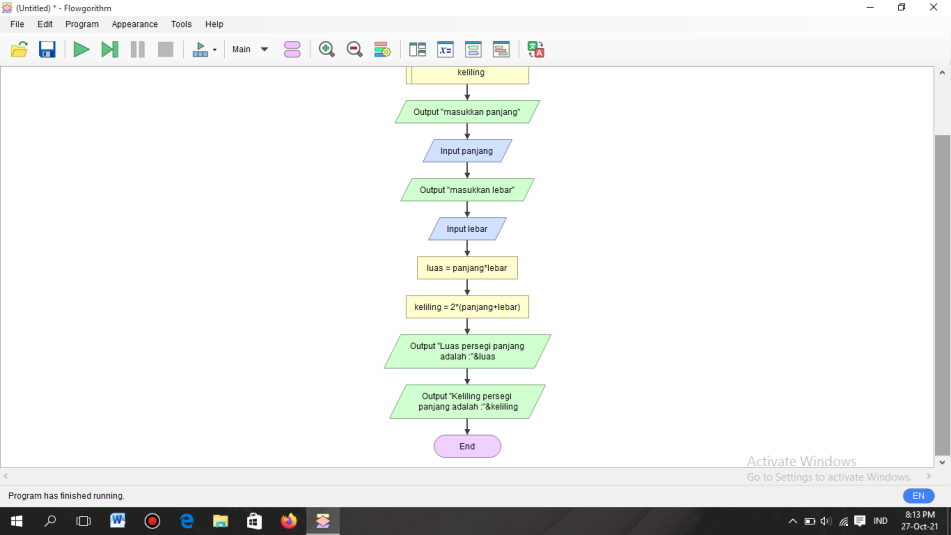 (Untitled) * - Flowgorithm
File Edit Program Appearance Tools Help
Main
keliling
Output "masukkan panjang"
Input panjang
Output "masukkan lebar"
Input lebar
luas = panjang*lebar
keliling = 2*(panjang+lebar)
Output "Luas persegi panjang
adalah :"&luas
Output "Keliling persegi
panjang adalah :"&keliling
End
Activate Windows
Go to Settings to activate Windows.
Program has finished running.
EN
IND
8:13 PM
27-Oct-21